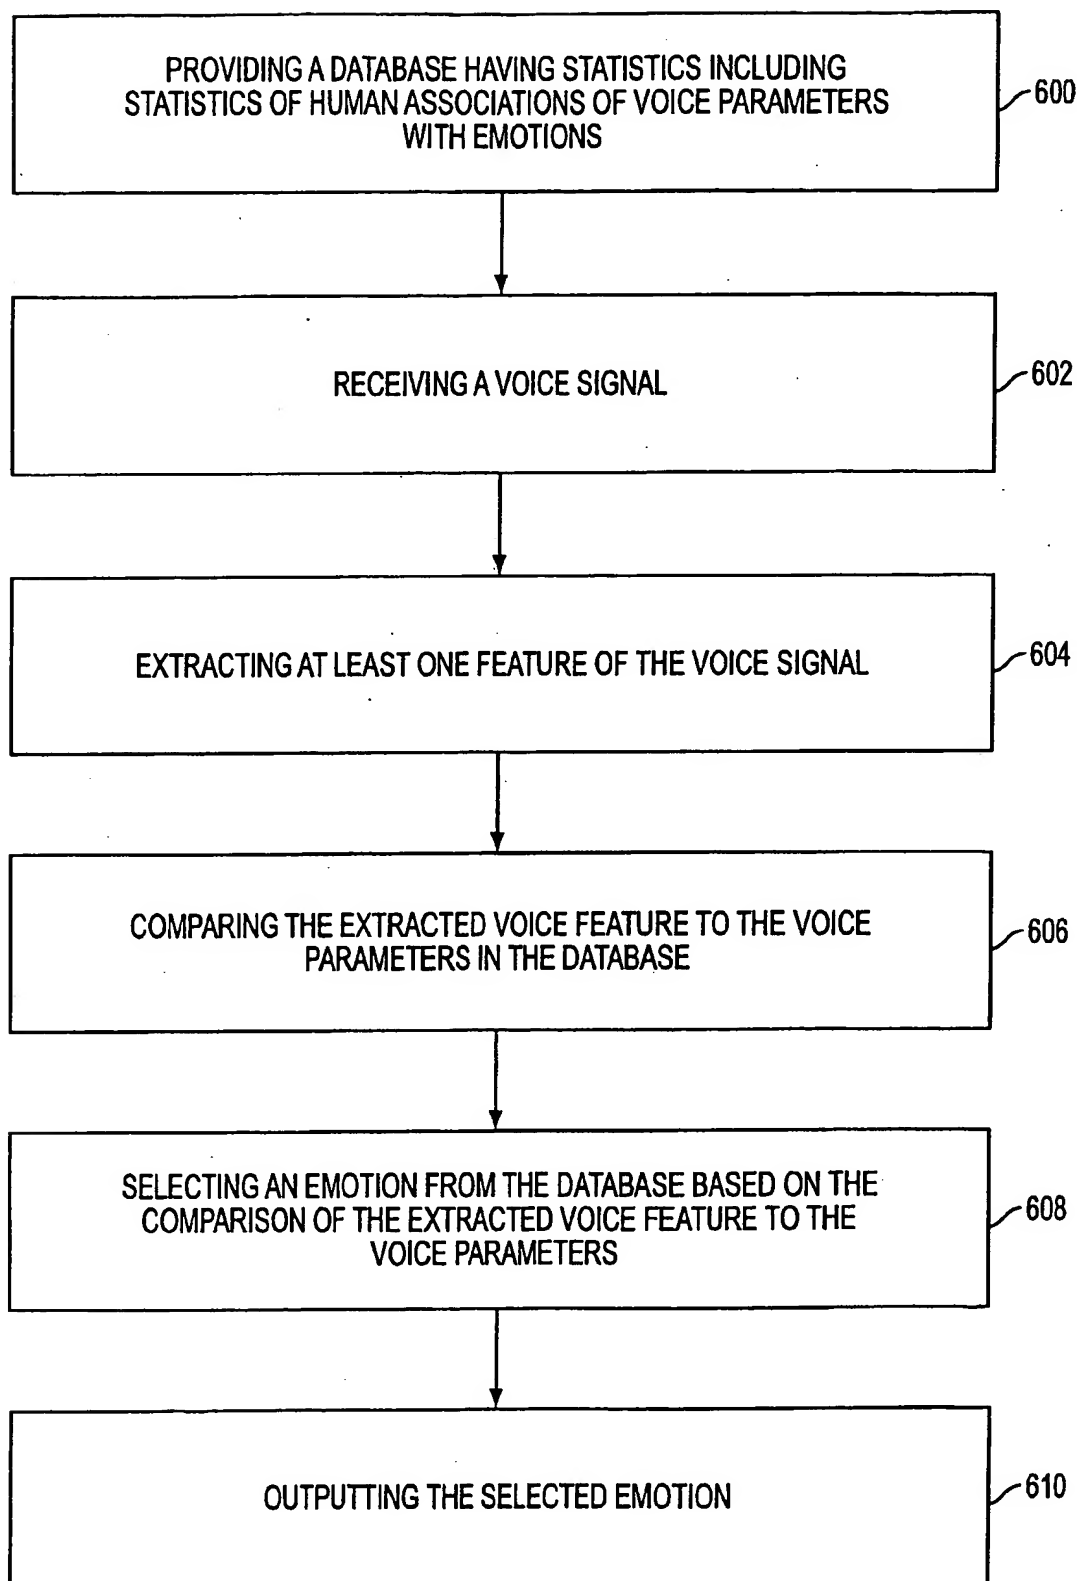 PROVIDING A DATABASE HAVING STATISTICS INCLUDING
STATISTICS OF HUMAN ASSOCIATIONS OF VOICE PARAMETERS
WITH EMOTIONS
600
RECEIVING A VOICE SIGNAL
602
EXTRACTING AT LEAST ONE FEATURE OF THE VOICE SIGNAL
604
COMPARING THE EXTRACTED VOICE FEATURE TO THE VOICE
PARAMETERS IN THE DATABASE
606
SELECTING AN EMOTION FROM THE DATABASE BASED ON THE
COMPARISON OF THE EXTRACTED VOICE FEATURE TO THE
VOICE PARAMETERS
608
OUTPUTTING THE SELECTED EMOTION
610